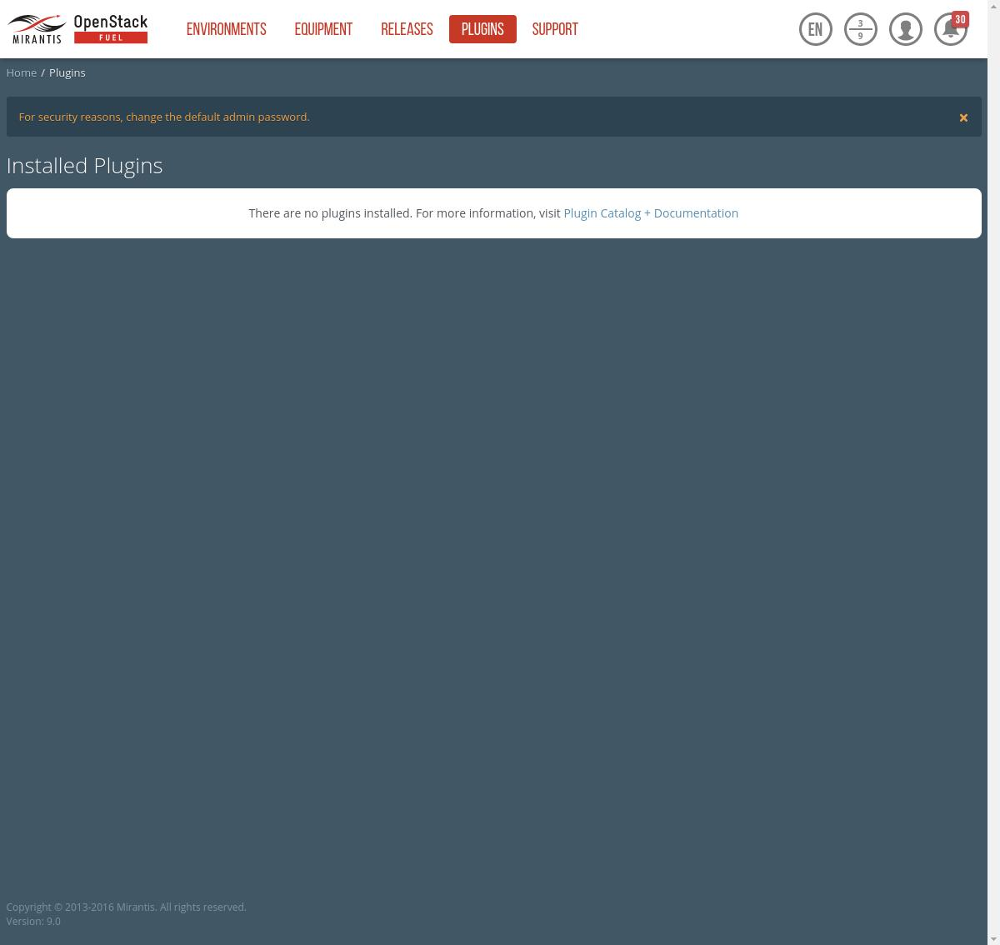 MIRANTIS
OpenStack
FUEL
ENVIRONMENTS EQUIPMENT RELEASES PLUGINS SUPPORT
EN
3
9
30
Home / Plugins
For security reasons, change the default admin password.
Installed Plugins
There are no plugins installed. For more information, visit Plugin Catalog + Documentation
Copyright © 2013-2016 Mirantis. All rights reserved.
Version: 9.0